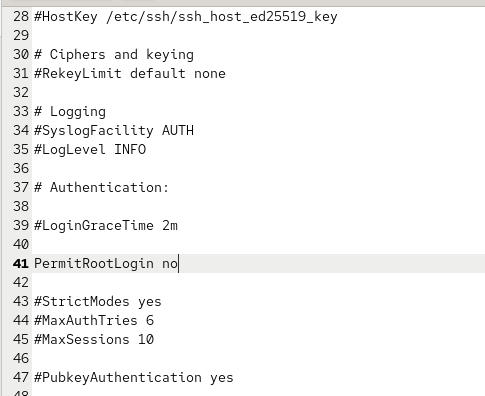 28 #HostKey /etc/ssh/ssh_host_ed25519_key
29
30 # Ciphers and keying
31 #RekeyLimit default none
32
33 # Logging
34 #SyslogFacility AUTH
35 #LogLevel INFO
36
37 # Authentication:
38
39 #LoginGraceTime 2m
40
41 PermitRootLogin no
42
43 #StrictModes yes
44 #MaxAuthTries 6
45 #MaxSessions 10
46
47 #PubkeyAuthentication yes
48